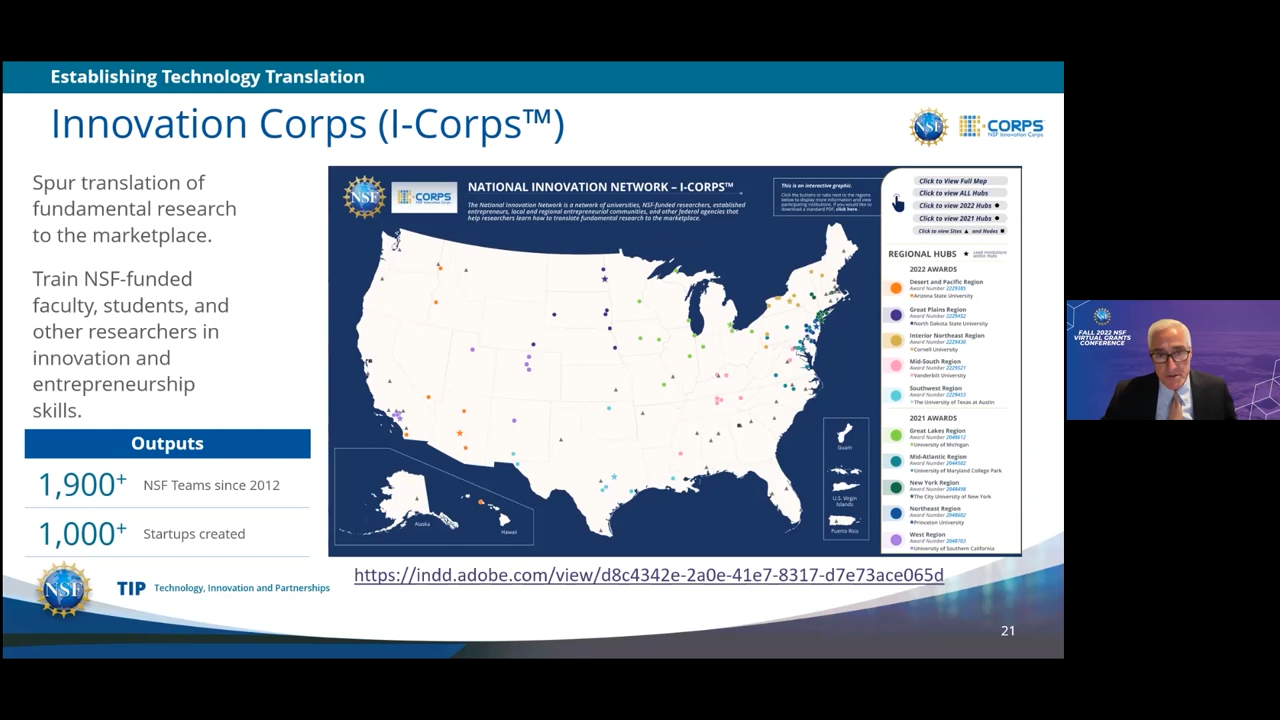 Establishing Technology Translation
Innovation Corps (I-Corps™)
NSF
CORPS
NSF Innovation Corps
Spur translation of
fundamental research
to the marketplace.
Train NSF-funded
faculty, students, and
other researchers in
innovation and
entrepreneurship
skills.
Outputs
1,900+ NSF Teams since 2012
1,000+ Startups created
NSF
CORPS
NATIONAL INNOVATION NETWORK – I-CORPS™
The National Innovation Network is a network of universities, NSF-funded researchers, established
entrepreneurs, local and regional entrepreneurial communities, and other federal agencies that
help researchers learn how to translate fundamental research to the marketplace.
This is an interactive graphic.
Click the buttons or tabs next to the regions
below to display more information and view
participating institutions. If you would like to
download a standard PDF, click here.
Click to View Full Map
Click to view ALL Hubs
Click to view 2022 Hubs
Click to view 2021 Hubs
Click to view Sites ▲ and Nodes ■
REGIONAL HUBS ★ Lead Institutions
within Hubs
2022 AWARDS
Desert and Pacific Region
Award Number 2229385
Arizona State University
Great Plains Region
Award Number 2229452
North Dakota State University
Interior Northeast Region
Award Number 2229430
Cornell University
Mid-South Region
Award Number 2229521
Vanderbilt University
Southwest Region
Award Number 2229453
The University of Texas at Austin
2021 AWARDS
Great Lakes Region
Award Number 2048612
University of Michigan
Mid-Atlantic Region
Award Number 2044502
University of Maryland College Park
New York Region
Award Number 2048498
The City University of New York
Northeast Region
Award Number 2048602
Princeton University
West Region
Award Number 2048703
University of Southern California
Guam
U.S. Virgin
Islands
Puerto Rico
Alaska
Hawaii
https://indd.adobe.com/view/d8c4342e-2a0e-41e7-8317-d7e73ace065d
NSF
TIP Technology, Innovation and Partnerships
21
FALL 2022 NSF
VIRTUAL GRANTS
CONFERENCE